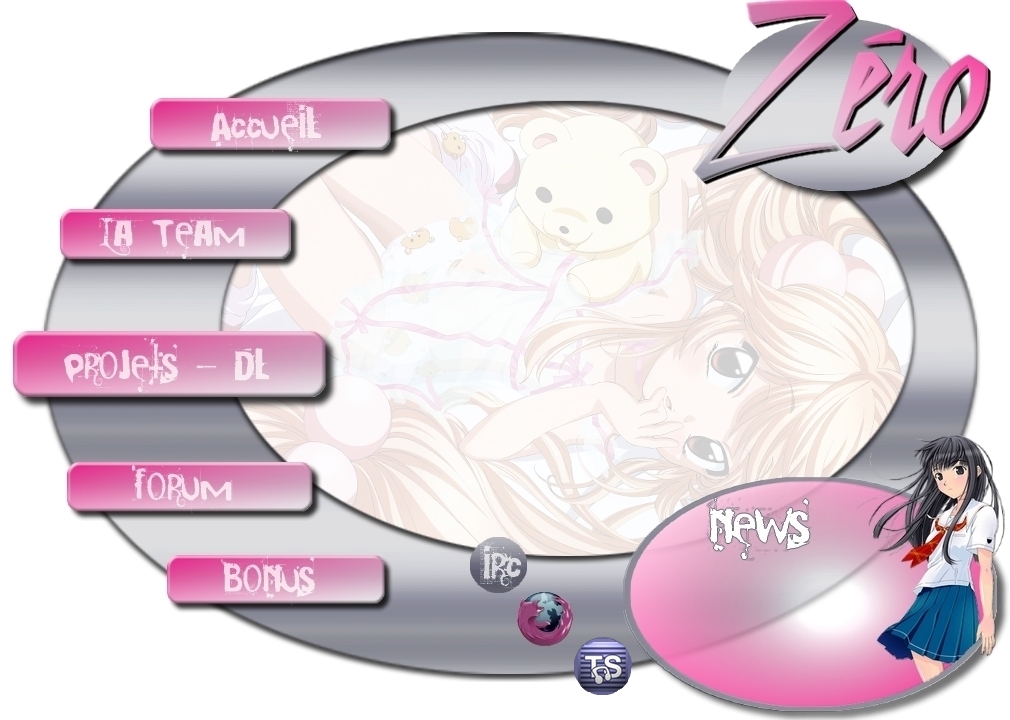 Zéro
Accueil
La Team
Projets - DL
Forum
Bonus
News
IRC
TS